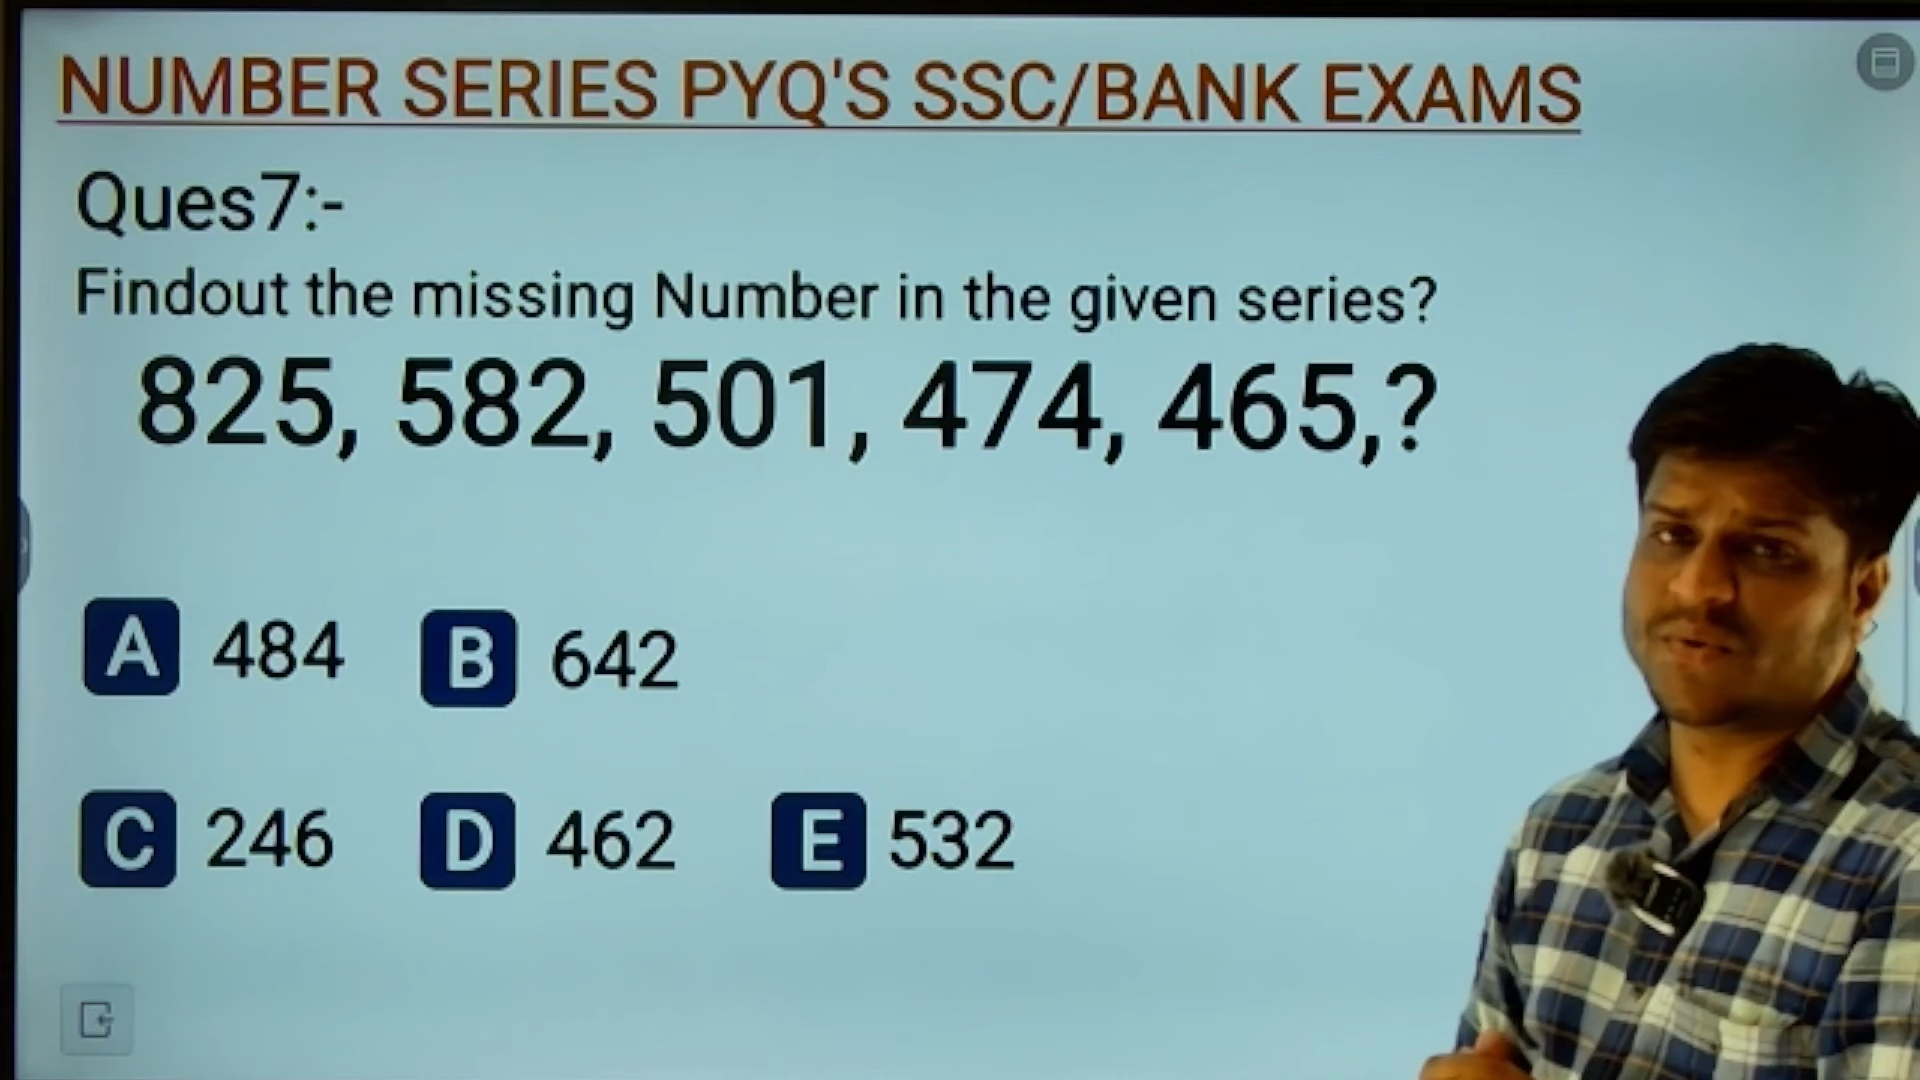 NUMBER SERIES PYQ'S SSC/BANK EXAMS
Ques7:-
Findout the missing Number in the given series?
825, 582, 501, 474, 465,?
A 484 B 642
C 246 D 462 E 532